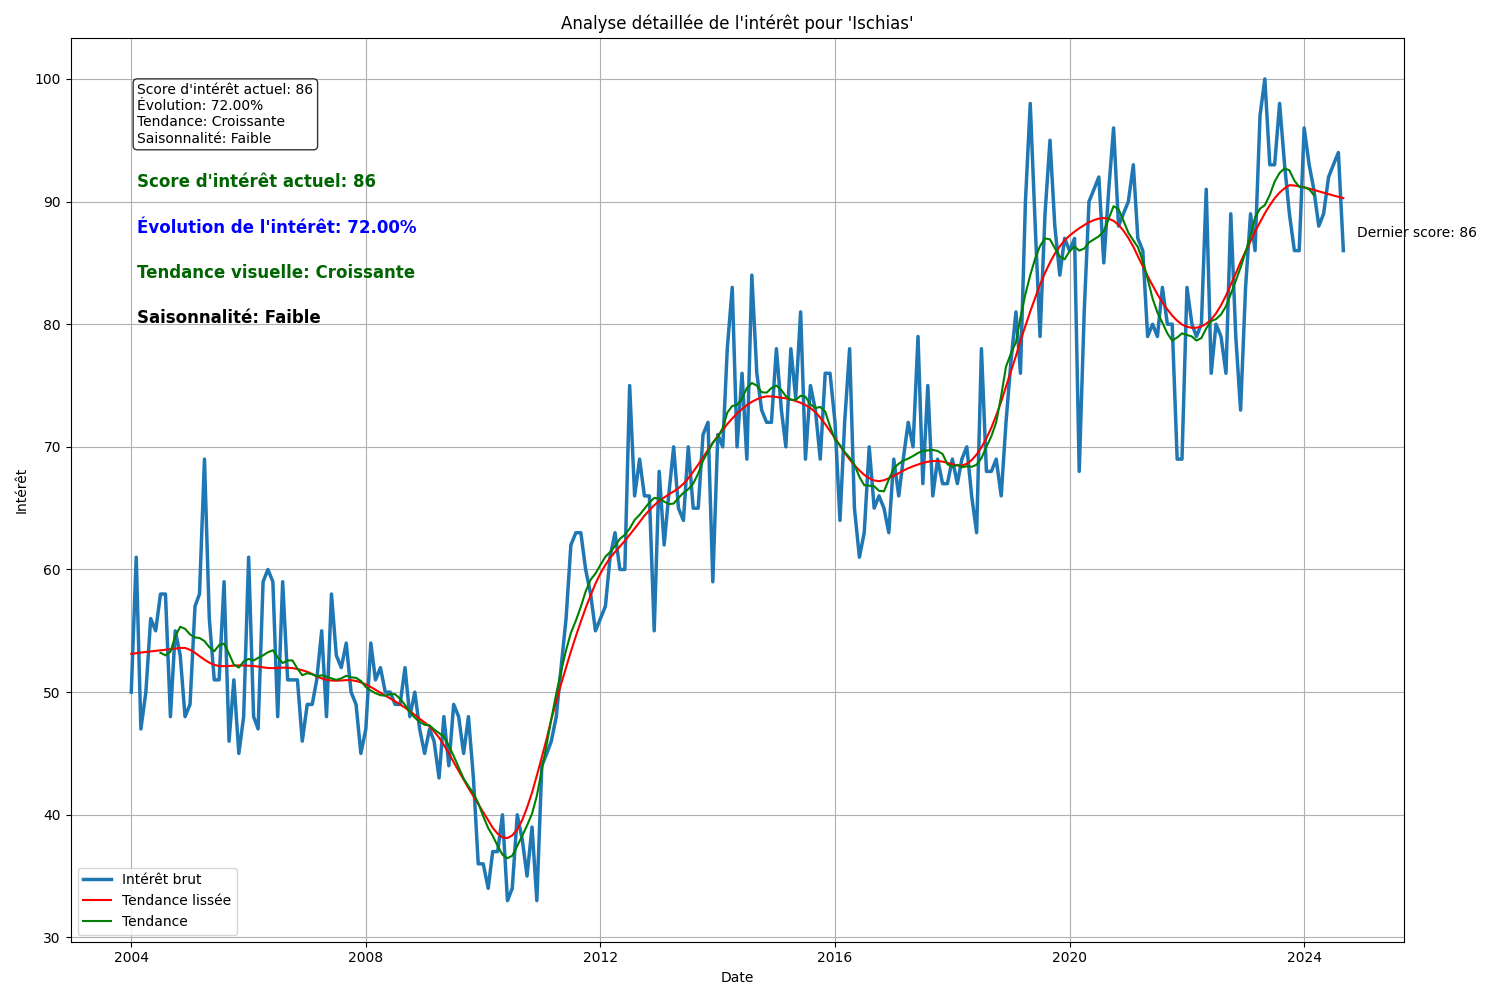 Analyse détaillée de l'intérêt pour 'Ischias'
100
90
80
70
60
50
40
30
Intérêt
Score d'intérêt actuel: 86
Évolution: 72.00%
Tendance: Croissante
Saisonnalité: Faible
Score d'intérêt actuel: 86
Évolution de l'intérêt: 72.00%
Tendance visuelle: Croissante
Saisonnalité: Faible
Dernier score: 86
Intérêt brut
Tendance lissée
Tendance
2004
2008
2012
2016
2020
2024
Date